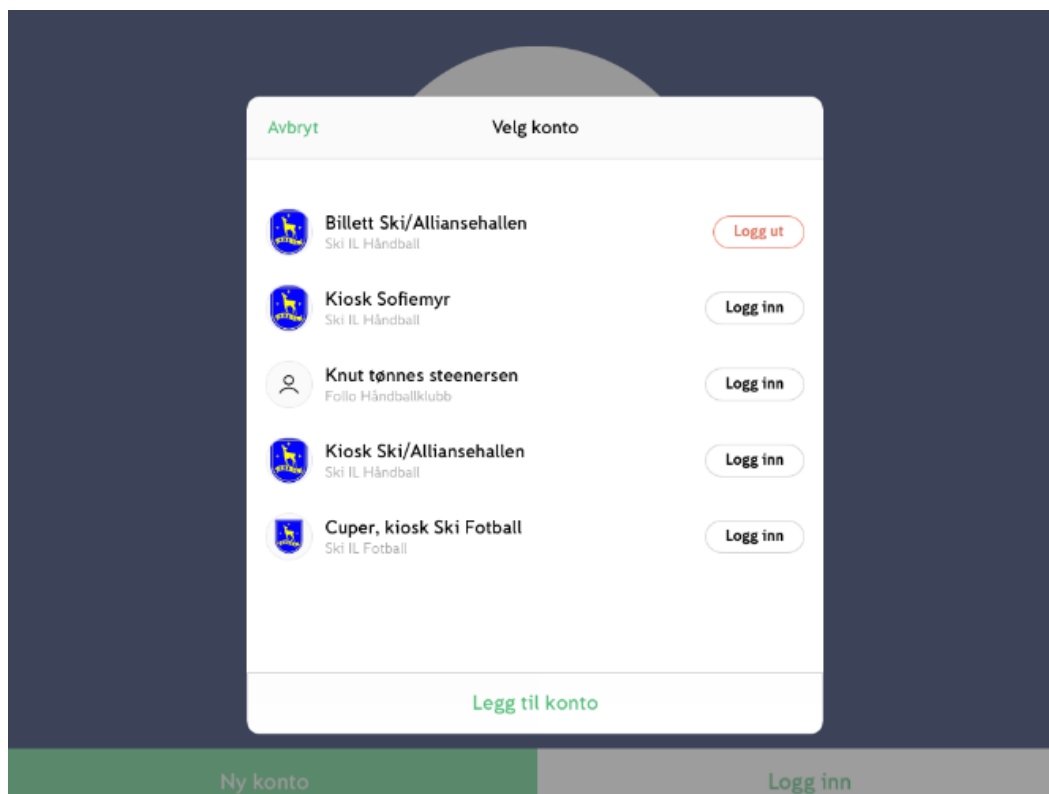 Avbryt
Velg konto
Billett Ski/Alliansehallen
Ski IL Håndball
Logg ut
Kiosk Sofiemyr
Ski IL Håndball
Logg inn
Knut tønnes steenersen
Follo Håndballklubb
Logg inn
Kiosk Ski/Alliansehallen
Ski IL Håndball
Logg inn
Cuper, kiosk Ski Fotball
Ski IL Fotball
Logg inn
Legg til konto
Ny konto
Logg inn